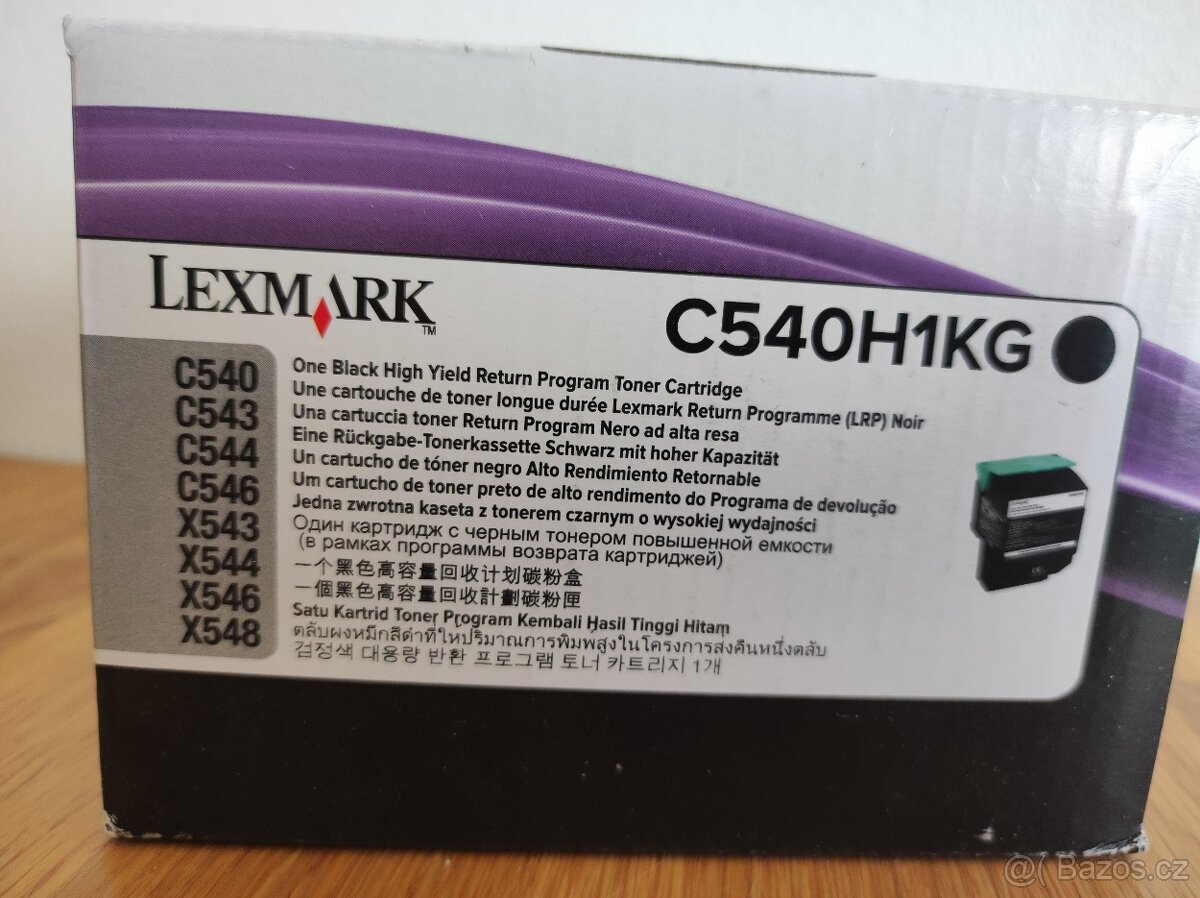 LEXMARK™
C540H1KG
C540
C543
C544
C546
X543
X544
X546
X548
One Black High Yield Return Program Toner Cartridge
Une cartouche de toner longue durée Lexmark Return Programme (LRP) Noir
Una cartuccia toner Return Program Nero ad alta resa
Eine Rückgabe-Tonerkassette Schwarz mit hoher Kapazität
Un cartucho de tóner negro Alto Rendimiento Retornable
Um cartucho de toner preto de alto rendimento do Programa de devolução
Jedna zwrotna kaseta z tonerem czarnym o wysokiej wydajności
Один картридж с черным тонером повышенной емкости
(в рамках программы возврата картриджей)
一个黑色高容量回收计划碳粉盒
一個黑色高容量回收計劃碳粉匣
Satu Kartrid Toner Program Kembali Hasil Tinggi Hitam
ตลับผงหมึกสีดำที่ให้ปริมาณการพิมพ์สูงในโครงการส่งคืนหนึ่งตลับ
검정색 대용량 반환 프로그램 토너 카트리지 1개
@( Bazoš.cz